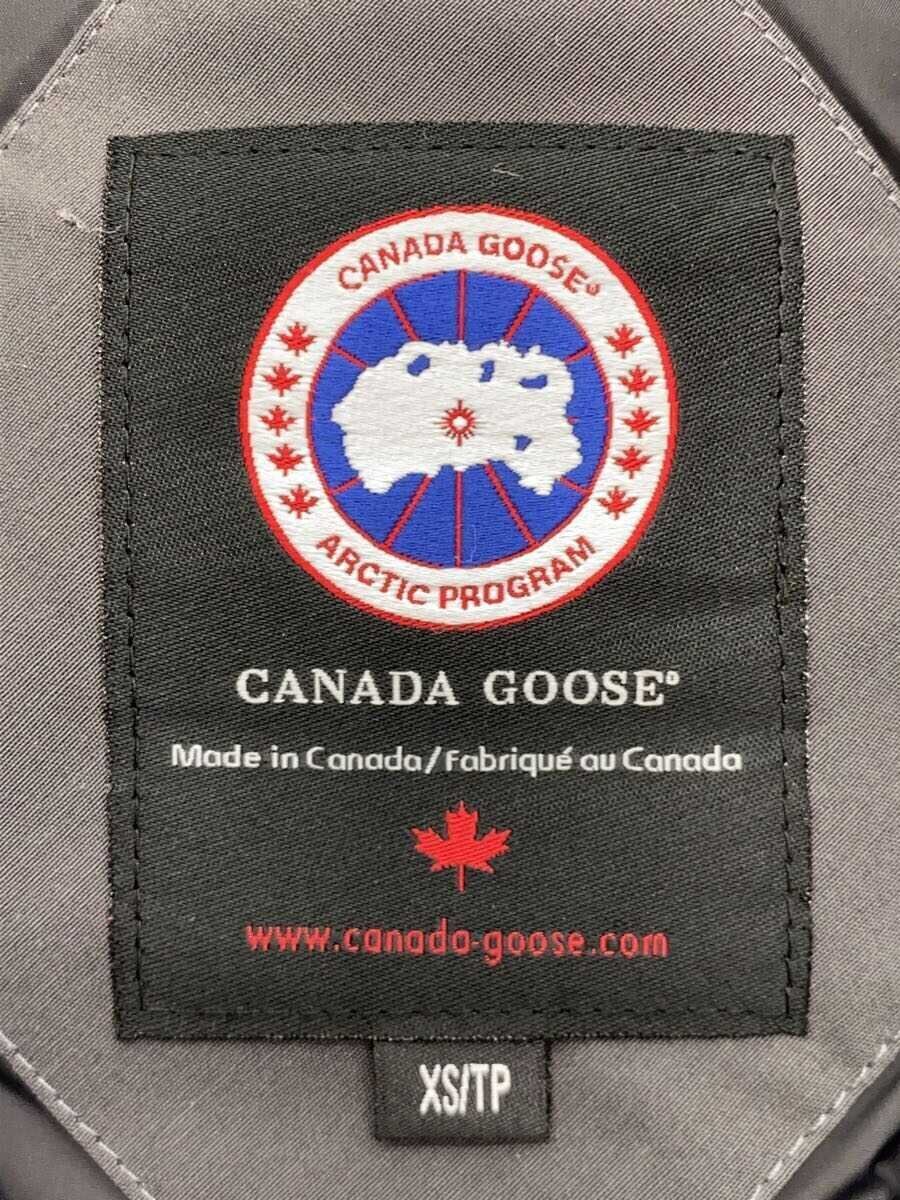 CANADA GOOSE®
ARCTIC PROGRAM
CANADA GOOSE®
Made in Canada/Fabriqué au Canada
www.canada-goose.com
XS/TP